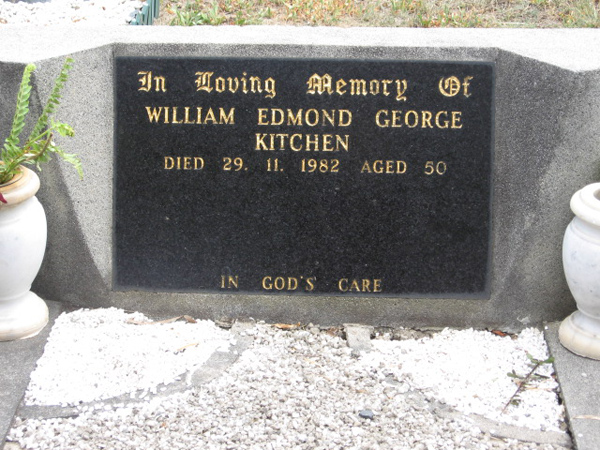 In Loving Memory Of
WILLIAM EDMOND GEORGE
KITCHEN
DIED 29. 11. 1982 AGED 50
IN GOD'S CARE